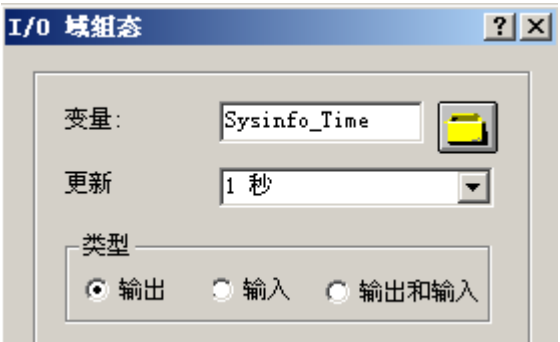 I/O 域组态
变量: Sysinfo_Time
更新 1 秒
类型
输出 输入 输出和输入